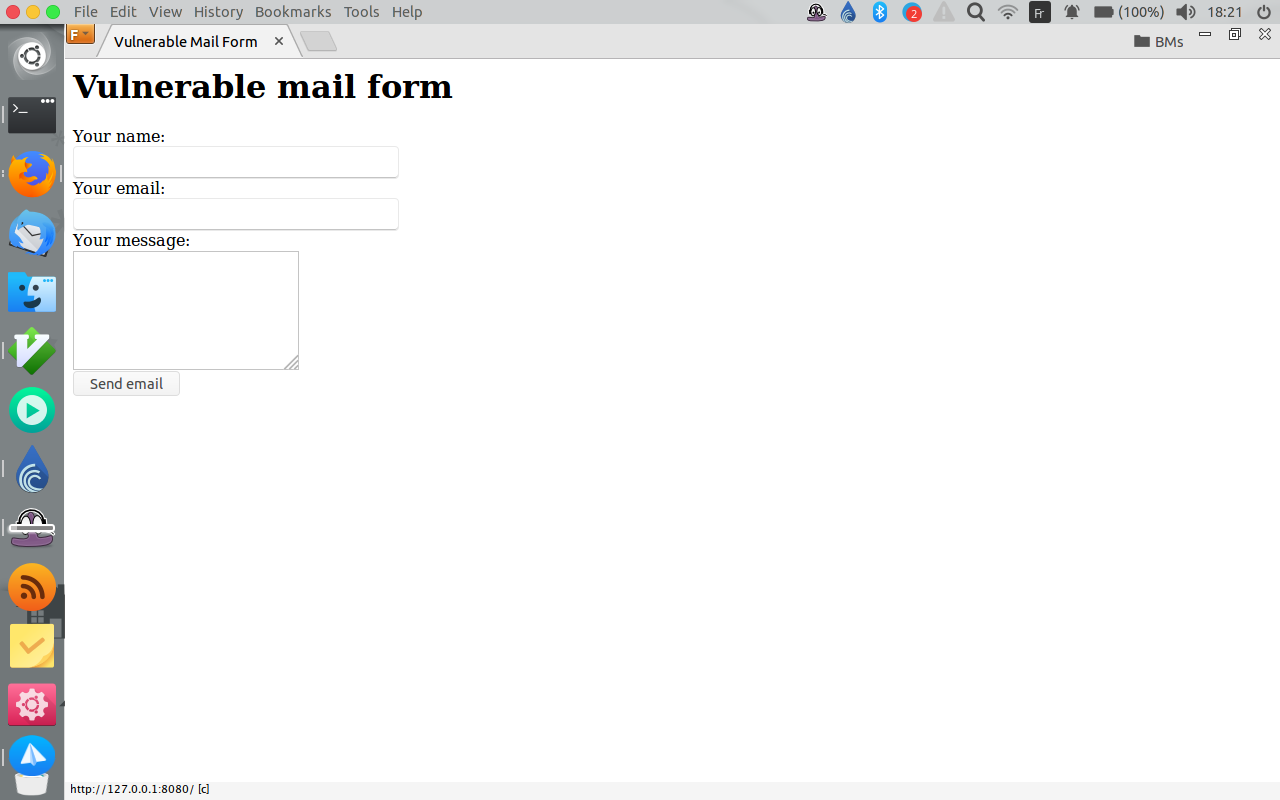 File Edit View History Bookmarks Tools Help
2 Fr (100%) 18:21
F Vulnerable Mail Form BMs
Vulnerable mail form
Your name:
Your email:
Your message:
Send email
http://127.0.0.1:8080/ [c]